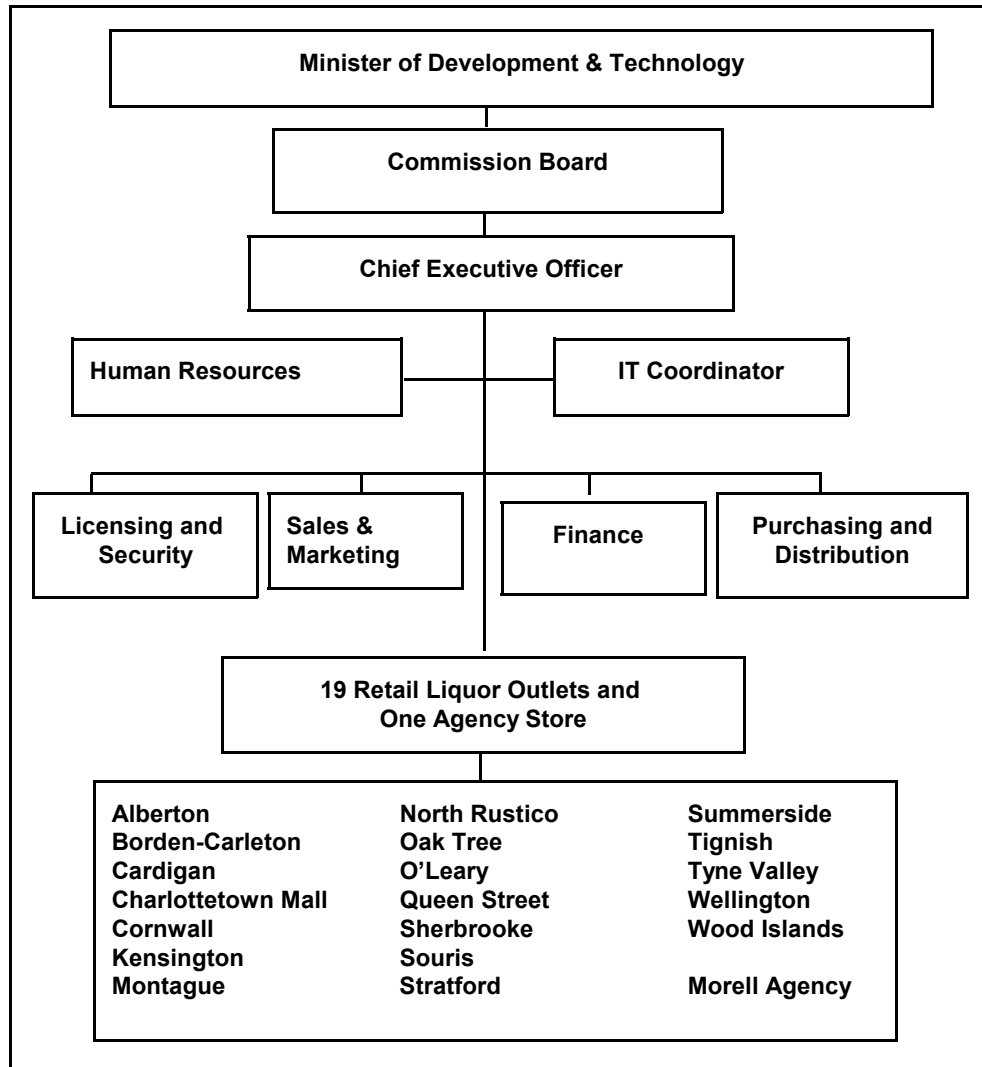 Minister of Development & Technology
Commission Board
Chief Executive Officer
Human Resources
IT Coordinator
Licensing and
Security
Sales &
Marketing
Finance
Purchasing and
Distribution
19 Retail Liquor Outlets and
One Agency Store
Alberton
Borden-Carleton
Cardigan
Charlottetown Mall
Cornwall
Kensington
Montague
North Rustico
Oak Tree
O’Leary
Queen Street
Sherbrooke
Souris
Stratford
Summerside
Tignish
Tyne Valley
Wellington
Wood Islands
Morell Agency